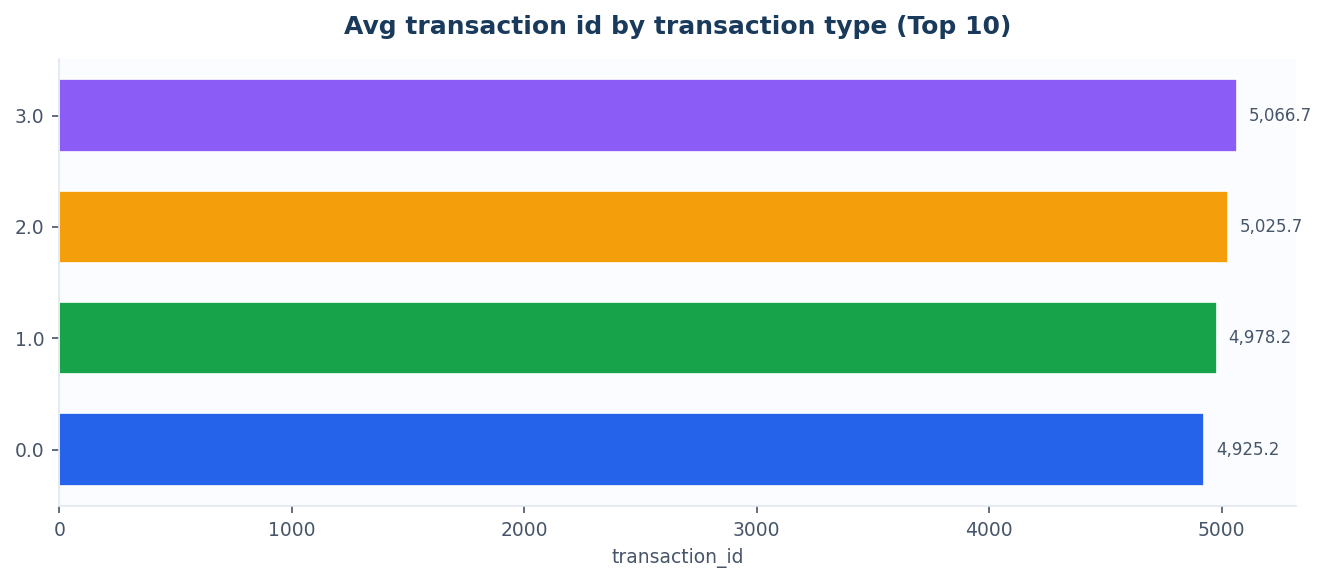 Avg transaction id by transaction type (Top 10)
3.0
5,066.7
2.0
5,025.7
1.0
4,978.2
0.0
4,925.2
0 1000 2000 3000 4000 5000
transaction_id